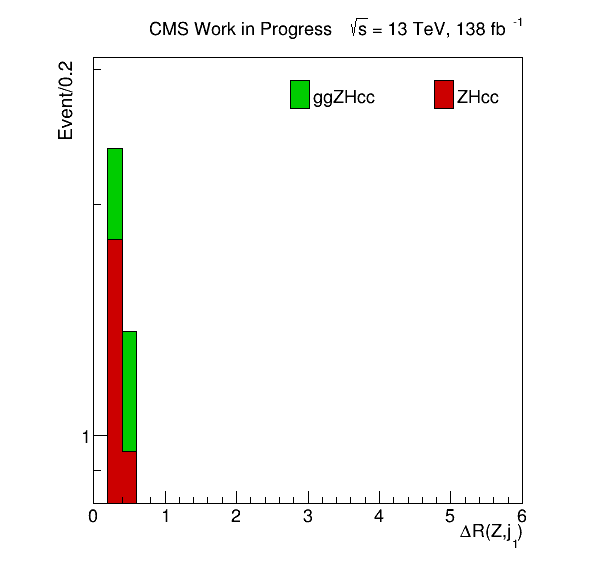 CMS Work in Progress √s = 13 TeV, 138 fb⁻¹
Event/0.2
ggZHcc ZHcc
1
0 1 2 3 4 5 6
ΔR(Z,j₁)